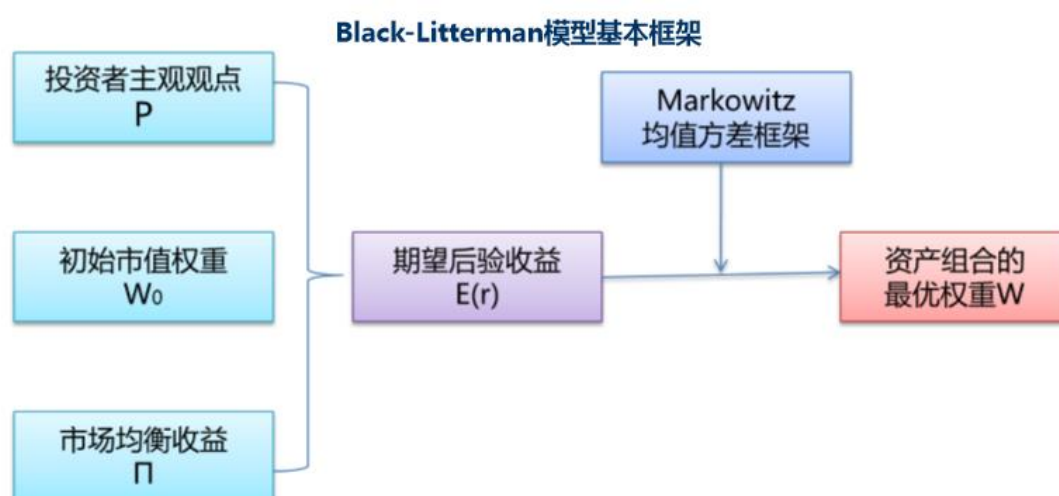 Black-Litterman模型基本框架
投资者主观观点
P
Markowitz
均值方差框架
初始市值权重
W₀
期望后验收益
E(r)
资产组合的
最优权重W
市场均衡收益
Π